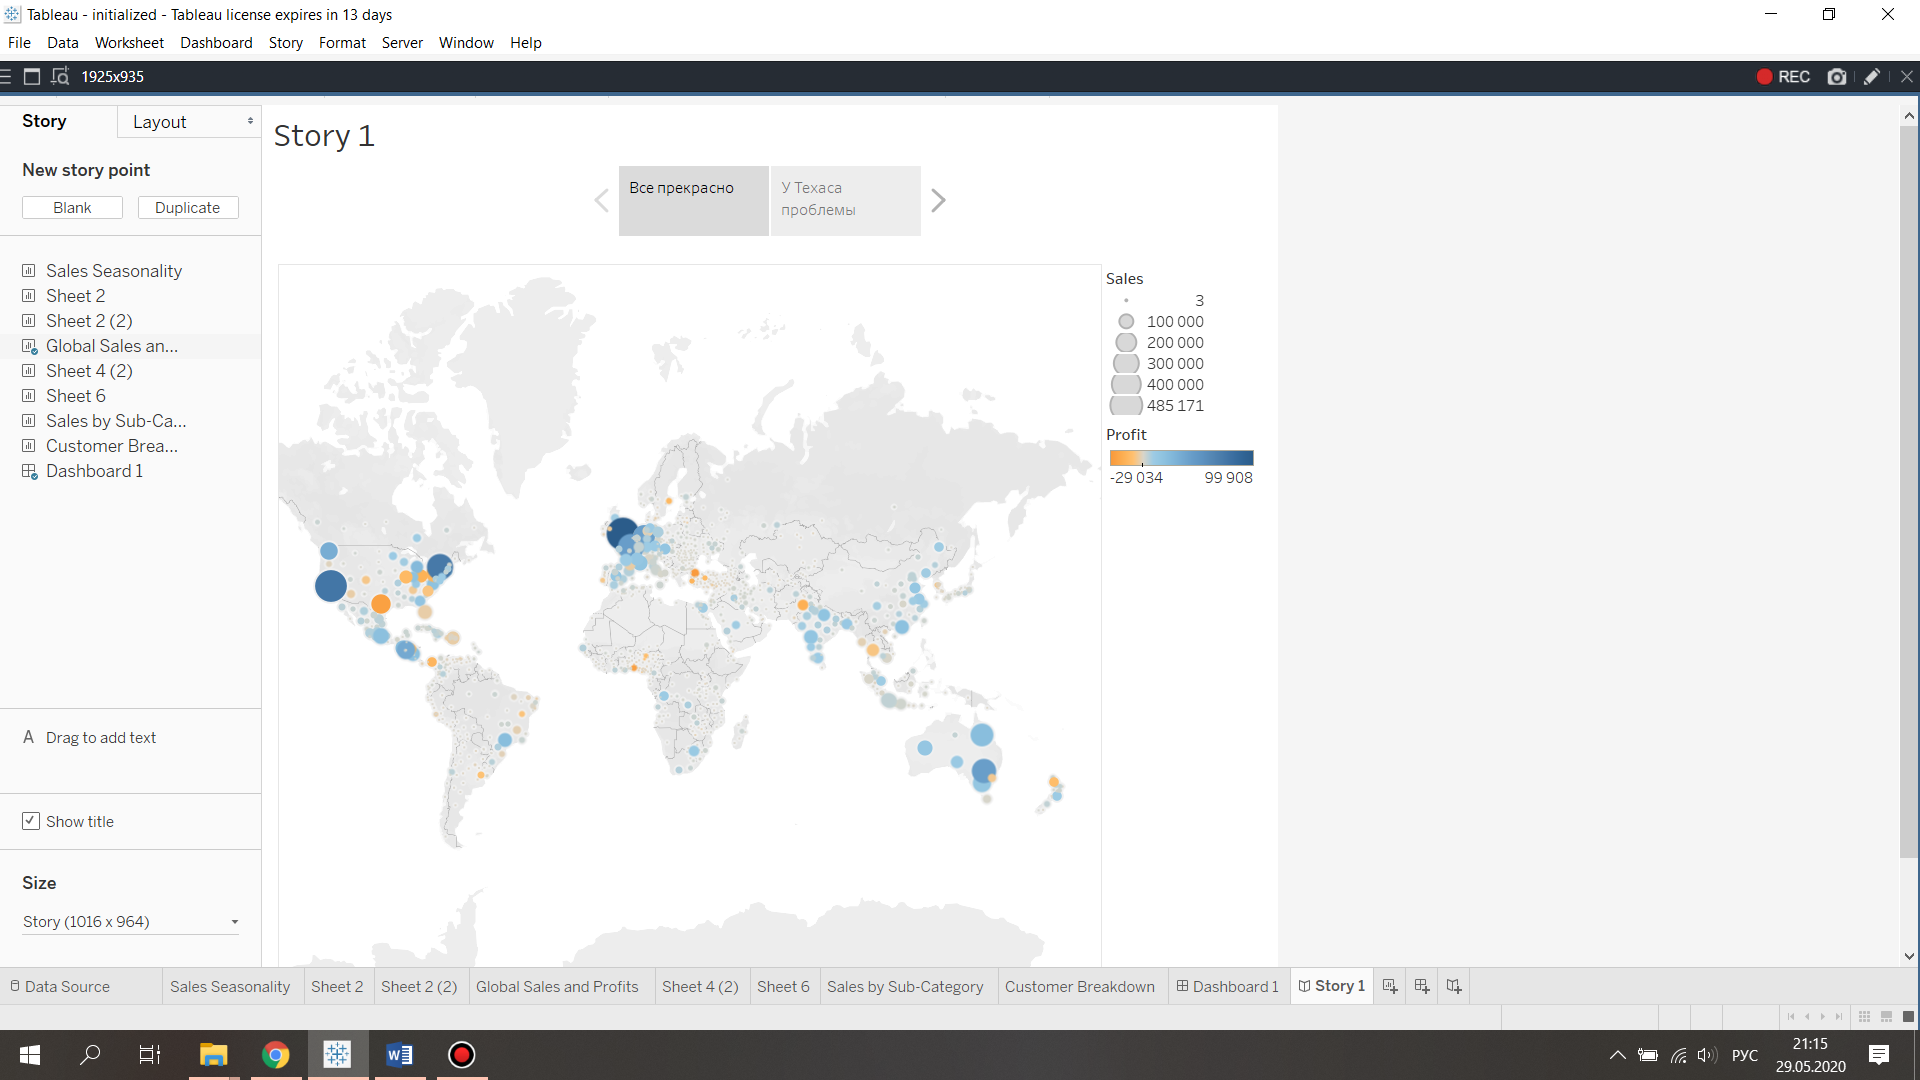 Tableau - initialized - Tableau license expires in 13 days
File Data Worksheet Dashboard Story Format Server Window Help
1925x935
REC
Story
Layout
New story point
Blank
Duplicate
Sales Seasonality
Sheet 2
Sheet 2 (2)
Global Sales an...
Sheet 4 (2)
Sheet 6
Sales by Sub-Ca...
Customer Brea...
Dashboard 1
A Drag to add text
Show title
Size
Story (1016 x 964)
Story 1
Все прекрасно
У Техаса
проблемы
Sales
3
100 000
200 000
300 000
400 000
485 171
Profit
-29 034 99 908
Data Source Sales Seasonality Sheet 2 Sheet 2 (2) Global Sales and Profits Sheet 4 (2) Sheet 6 Sales by Sub-Category Customer Breakdown Dashboard 1 Story 1
W
РУС
21:15
29.05.2020